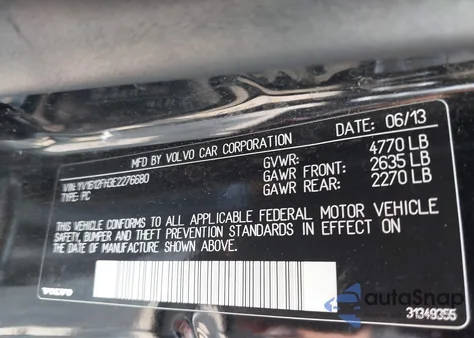 MFD BY VOLVO CAR CORPORATION DATE: 06/13
VIN: YV1612FH3E2276680 GVWR: 4770 LB
TYPE: PC GAWR FRONT: 2635 LB
GAWR REAR: 2270 LB
THIS VEHICLE CONFORMS TO ALL APPLICABLE FEDERAL MOTOR VEHICLE
SAFETY, BUMPER AND THEFT PREVENTION STANDARDS IN EFFECT ON
THE DATE OF MANUFACTURE SHOWN ABOVE.
VOLVO 31349355
autoSnap